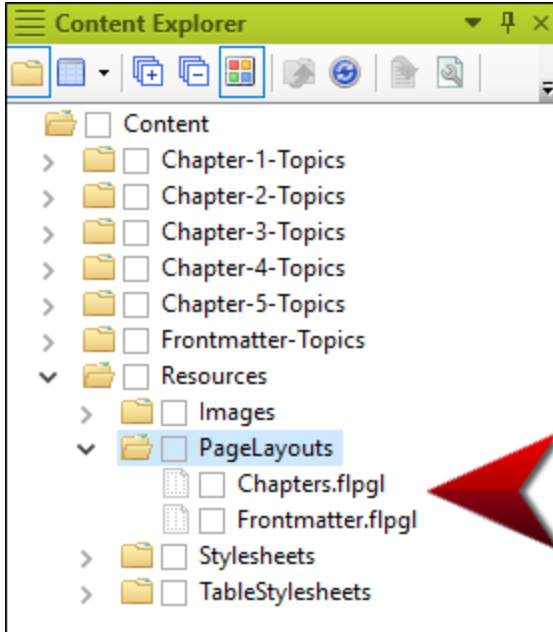 Content Explorer
Content
Chapter-1-Topics
Chapter-2-Topics
Chapter-3-Topics
Chapter-4-Topics
Chapter-5-Topics
Frontmatter-Topics
Resources
Images
PageLayouts
Chapters.flpgl
Frontmatter.flpgl
Stylesheets
TableStylesheets